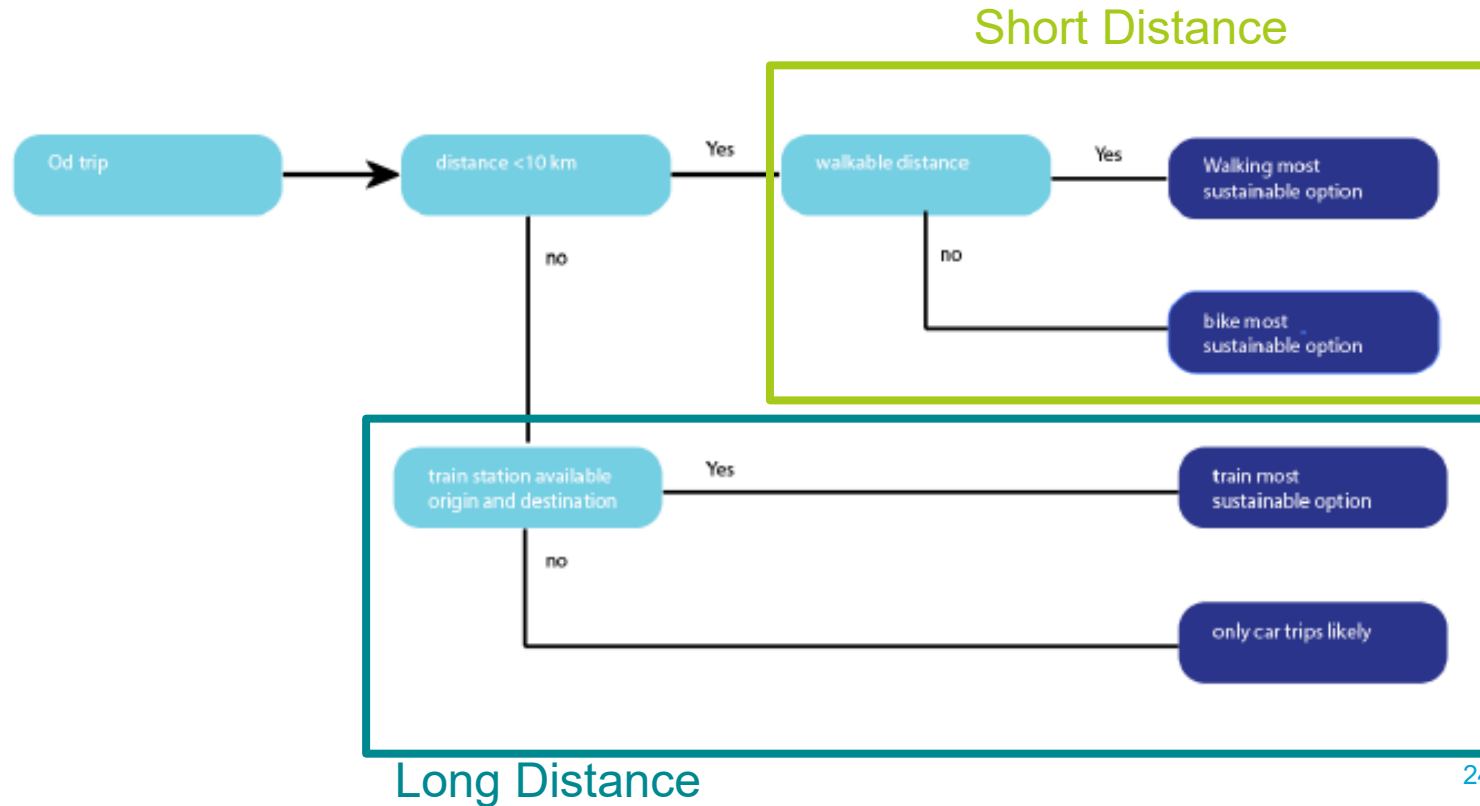 Short Distance
Od trip
distance <10 km
Yes
walkable distance
Yes
Walking most
sustainable option
no
no
bike most
sustainable option
train station available
origin and destination
Yes
train most
sustainable option
no
only car trips likely
Long Distance
24